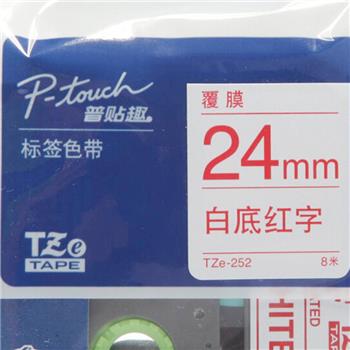 P-touch
普贴趣
标签色带
TZe
TAPE
覆膜
24mm
白底红字
TZe-252
8米